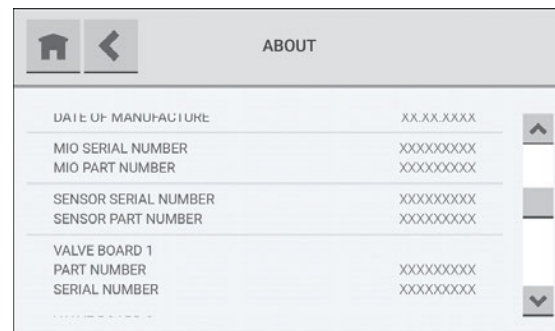 ABOUT
DATE OF MANUFACTURE XX.XX.XXXX
MIO SERIAL NUMBER XXXXXXXXX
MIO PART NUMBER XXXXXXXXX
SENSOR SERIAL NUMBER XXXXXXXXX
SENSOR PART NUMBER XXXXXXXXX
VALVE BOARD 1
PART NUMBER XXXXXXXXX
SERIAL NUMBER XXXXXXXXX